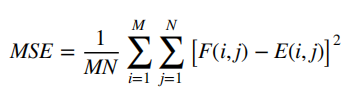 MSE = \frac{1}{MN} \sum_{i=1}^{M} \sum_{j=1}^{N} [F(i,j) – E(i,j)]^2